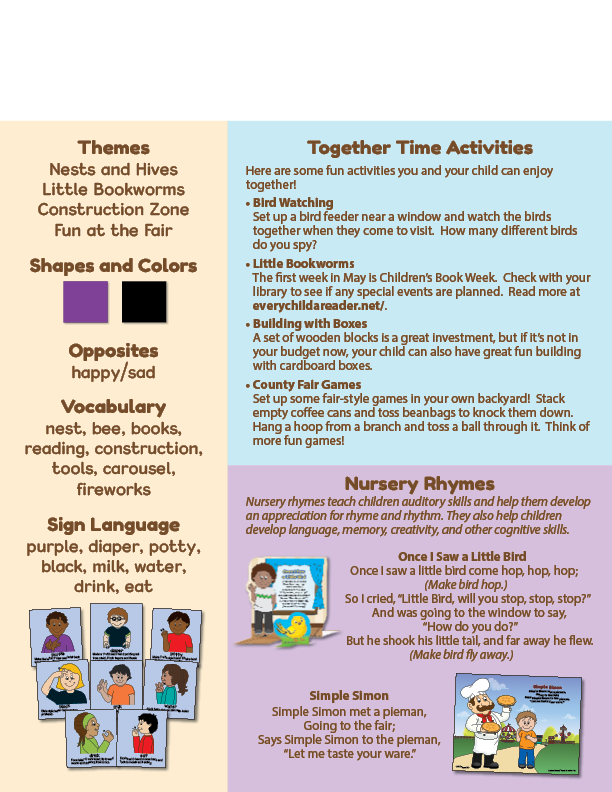 Themes
Nests and Hives
Little Bookworms
Construction Zone
Fun at the Fair
Shapes and Colors
Opposites
happy/sad
Vocabulary
nest, bee, books,
reading, construction,
tools, carousel,
fireworks
Sign Language
purple, diaper, potty,
black, milk, water,
drink, eat
Together Time Activities
Here are some fun activities you and your child can enjoy
together!
• Bird Watching
Set up a bird feeder near a window and watch the birds
together when they come to visit.  How many different birds
do you spy?
• Little Bookworms
The first week in May is Children's Book Week.  Check with your
library to see if any special events are planned.  Read more at
everychildareader.net/.
• Building with Boxes
A set of wooden blocks is a great investment, but if it's not in
your budget now, your child can also have great fun building
with cardboard boxes.
• County Fair Games
Set up some fair-style games in your own backyard!  Stack
empty coffee cans and toss beanbags to knock them down.
Hang a hoop from a branch and toss a ball through it.  Think of
more fun games!
Nursery Rhymes
Nursery rhymes teach children auditory skills and help them develop
an appreciation for rhyme and rhythm. They also help children
develop language, memory, creativity, and other cognitive skills.
Once I Saw a Little Bird
Once I saw a little bird come hop, hop, hop;
(Make bird hop.)
So I cried, "Little Bird, will you stop, stop, stop?"
And was going to the window to say,
"How do you do?"
But he shook his little tail, and far away he flew.
(Make bird fly away.)
Simple Simon
Simple Simon met a pieman,
Going to the fair;
Says Simple Simon to the pieman,
"Let me taste your ware."
Simple Simon